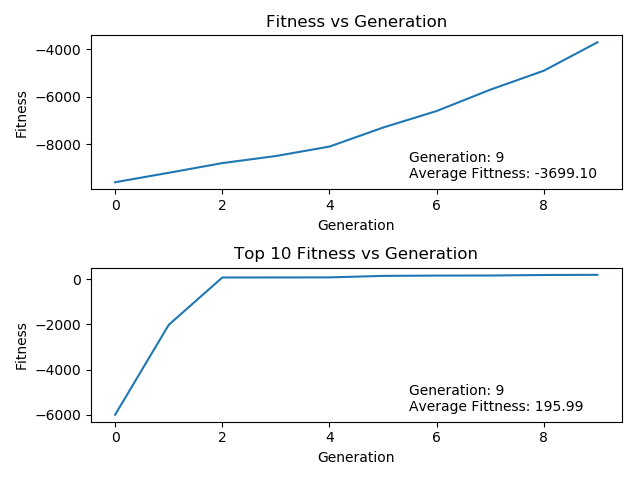 Fitness vs Generation
Fitness
−4000
−6000
−8000
Generation: 9
Average Fittness: -3699.10
0 2 4 6 8
Generation
Top 10 Fitness vs Generation
Fitness
0
−2000
−4000
−6000
Generation: 9
Average Fittness: 195.99
0 2 4 6 8
Generation